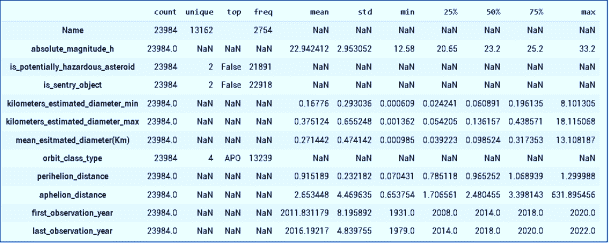 count unique top freq mean std min 25% 50% 75% max
Name 23984 13162 2754 NaN NaN NaN NaN NaN NaN NaN
absolute_magnitude_h 23984.0 NaN NaN NaN 22.942412 2.953052 12.58 20.65 23.2 25.2 33.2
is_potentially_hazardous_asteroid 23984 2 False 21891 NaN NaN NaN NaN NaN NaN NaN
is_sentry_object 23984 2 False 22918 NaN NaN NaN NaN NaN NaN NaN
kilometers_estimated_diameter_min 23984.0 NaN NaN NaN 0.16776 0.293036 0.000609 0.024241 0.060891 0.196135 8.101305
kilometers_estimated_diameter_max 23984.0 NaN NaN NaN 0.375124 0.655248 0.001362 0.054205 0.136157 0.438571 18.115068
mean_esitmated_diameter(Km) 23984.0 NaN NaN NaN 0.271442 0.474142 0.000985 0.039223 0.098524 0.317353 13.108187
orbit_class_type 23984 4 APO 13239 NaN NaN NaN NaN NaN NaN NaN
perihelion_distance 23984.0 NaN NaN NaN 0.915189 0.232182 0.070431 0.785118 0.965252 1.068939 1.299988
aphelion_distance 23984.0 NaN NaN NaN 2.653448 4.469635 0.653754 1.706561 2.480455 3.398143 631.895456
first_observation_year 23984.0 NaN NaN NaN 2011.831179 8.195892 1931.0 2008.0 2014.0 2018.0 2020.0
last_observation_year 23984.0 NaN NaN NaN 2016.19217 4.839755 1979.0 2014.0 2018.0 2020.0 2022.0